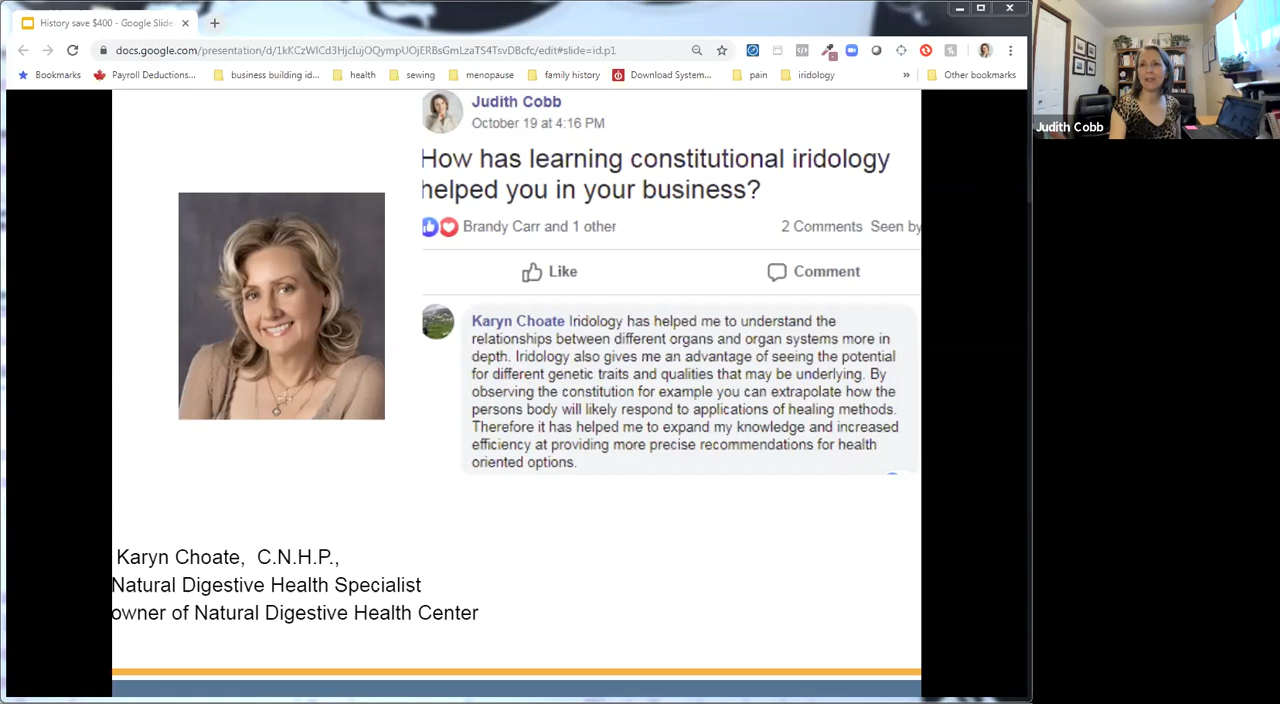 History save $400 - Google Slide
docs.google.com/presentation/d/1kKCzWlCd3HjcIujOQympUOjERBsGmLzaTS4TsvDBcfc/edit#slide=id.p1
Bookmarks
Payroll Deductions...
business building id...
health
sewing
menopause
family history
Download System...
pain
iridology
»
Other bookmarks
Judith Cobb
October 19 at 4:16 PM
How has learning constitutional iridology
helped you in your business?
Brandy Carr and 1 other
2 Comments Seen by
Like
Comment
Karyn Choate Iridology has helped me to understand the
relationships between different organs and organ systems more in
depth. Iridology also gives me an advantage of seeing the potential
for different genetic traits and qualities that may be underlying. By
observing the constitution for example you can extrapolate how the
persons body will likely respond to applications of healing methods.
Therefore it has helped me to expand my knowledge and increased
efficiency at providing more precise recommendations for health
oriented options.
Karyn Choate, C.N.H.P.,
Natural Digestive Health Specialist
owner of Natural Digestive Health Center
Judith Cobb